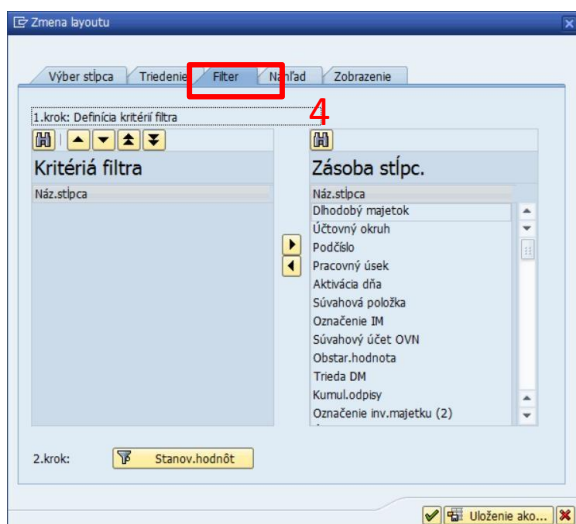 Zmena layoutu
Výber stĺpca Triedenie Filter Náhľad Zobrazenie
4
1.krok: Definícia kritérií filtra
Kritériá filtra
Náz.stĺpca
Zásoba stĺpc.
Náz.stĺpca
Dlhodobý majetok
Účtovný okruh
Podčíslo
Pracovný úsek
Aktivácia dňa
Súvahová položka
Označenie IM
Súvahový účet OVN
Obstar.hodnota
Trieda DM
Kumul.odpisy
Označenie inv.majetku (2)
2.krok: Stanov.hodnôt
Uloženie ako...